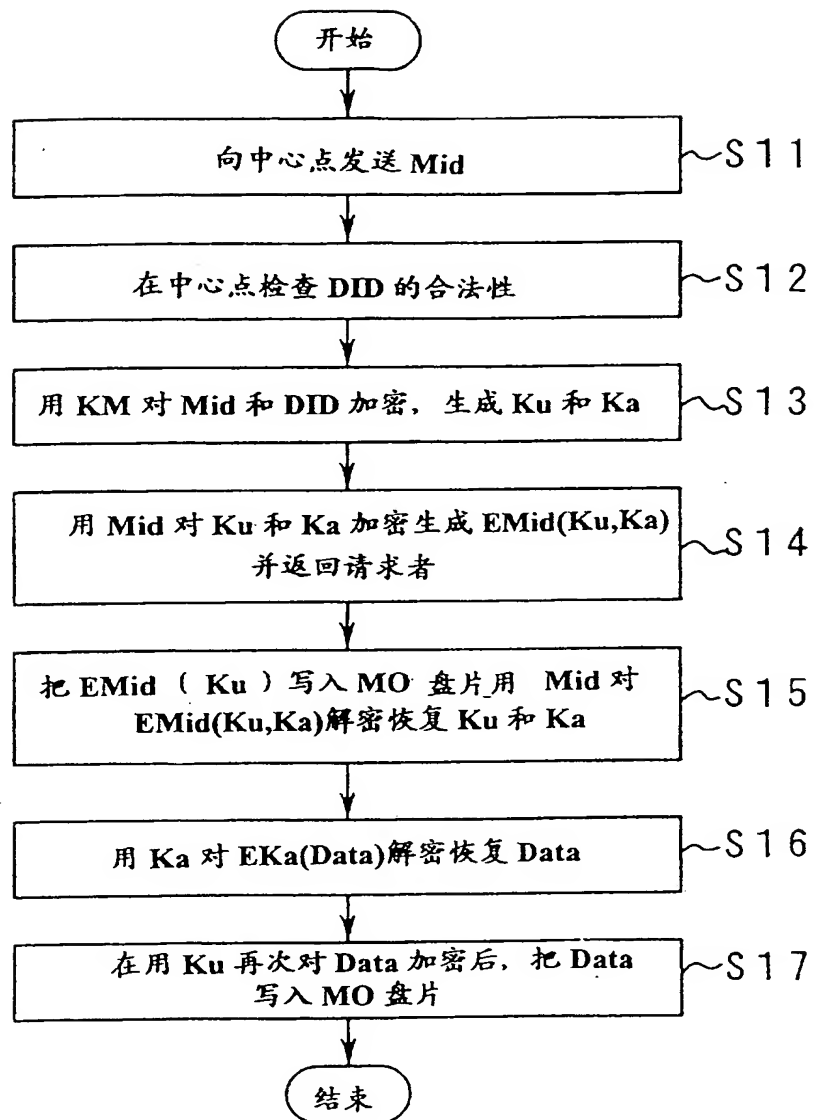 开始
向中心点发送 Mid
~S11
在中心点检查 DID 的合法性
~S12
用 KM 对 Mid 和 DID 加密，生成 Ku 和 Ka
~S13
用 Mid 对 Ku 和 Ka 加密生成 EMid(Ku,Ka)
并返回请求者
~S14
把 EMid （ Ku ）写入 MO 盘片用 Mid 对
EMid(Ku,Ka)解密恢复 Ku 和 Ka
~S15
用 Ka 对 EKa(Data)解密恢复 Data
~S16
在用 Ku 再次对 Data 加密后，把 Data
写入 MO 盘片
~S17
结束